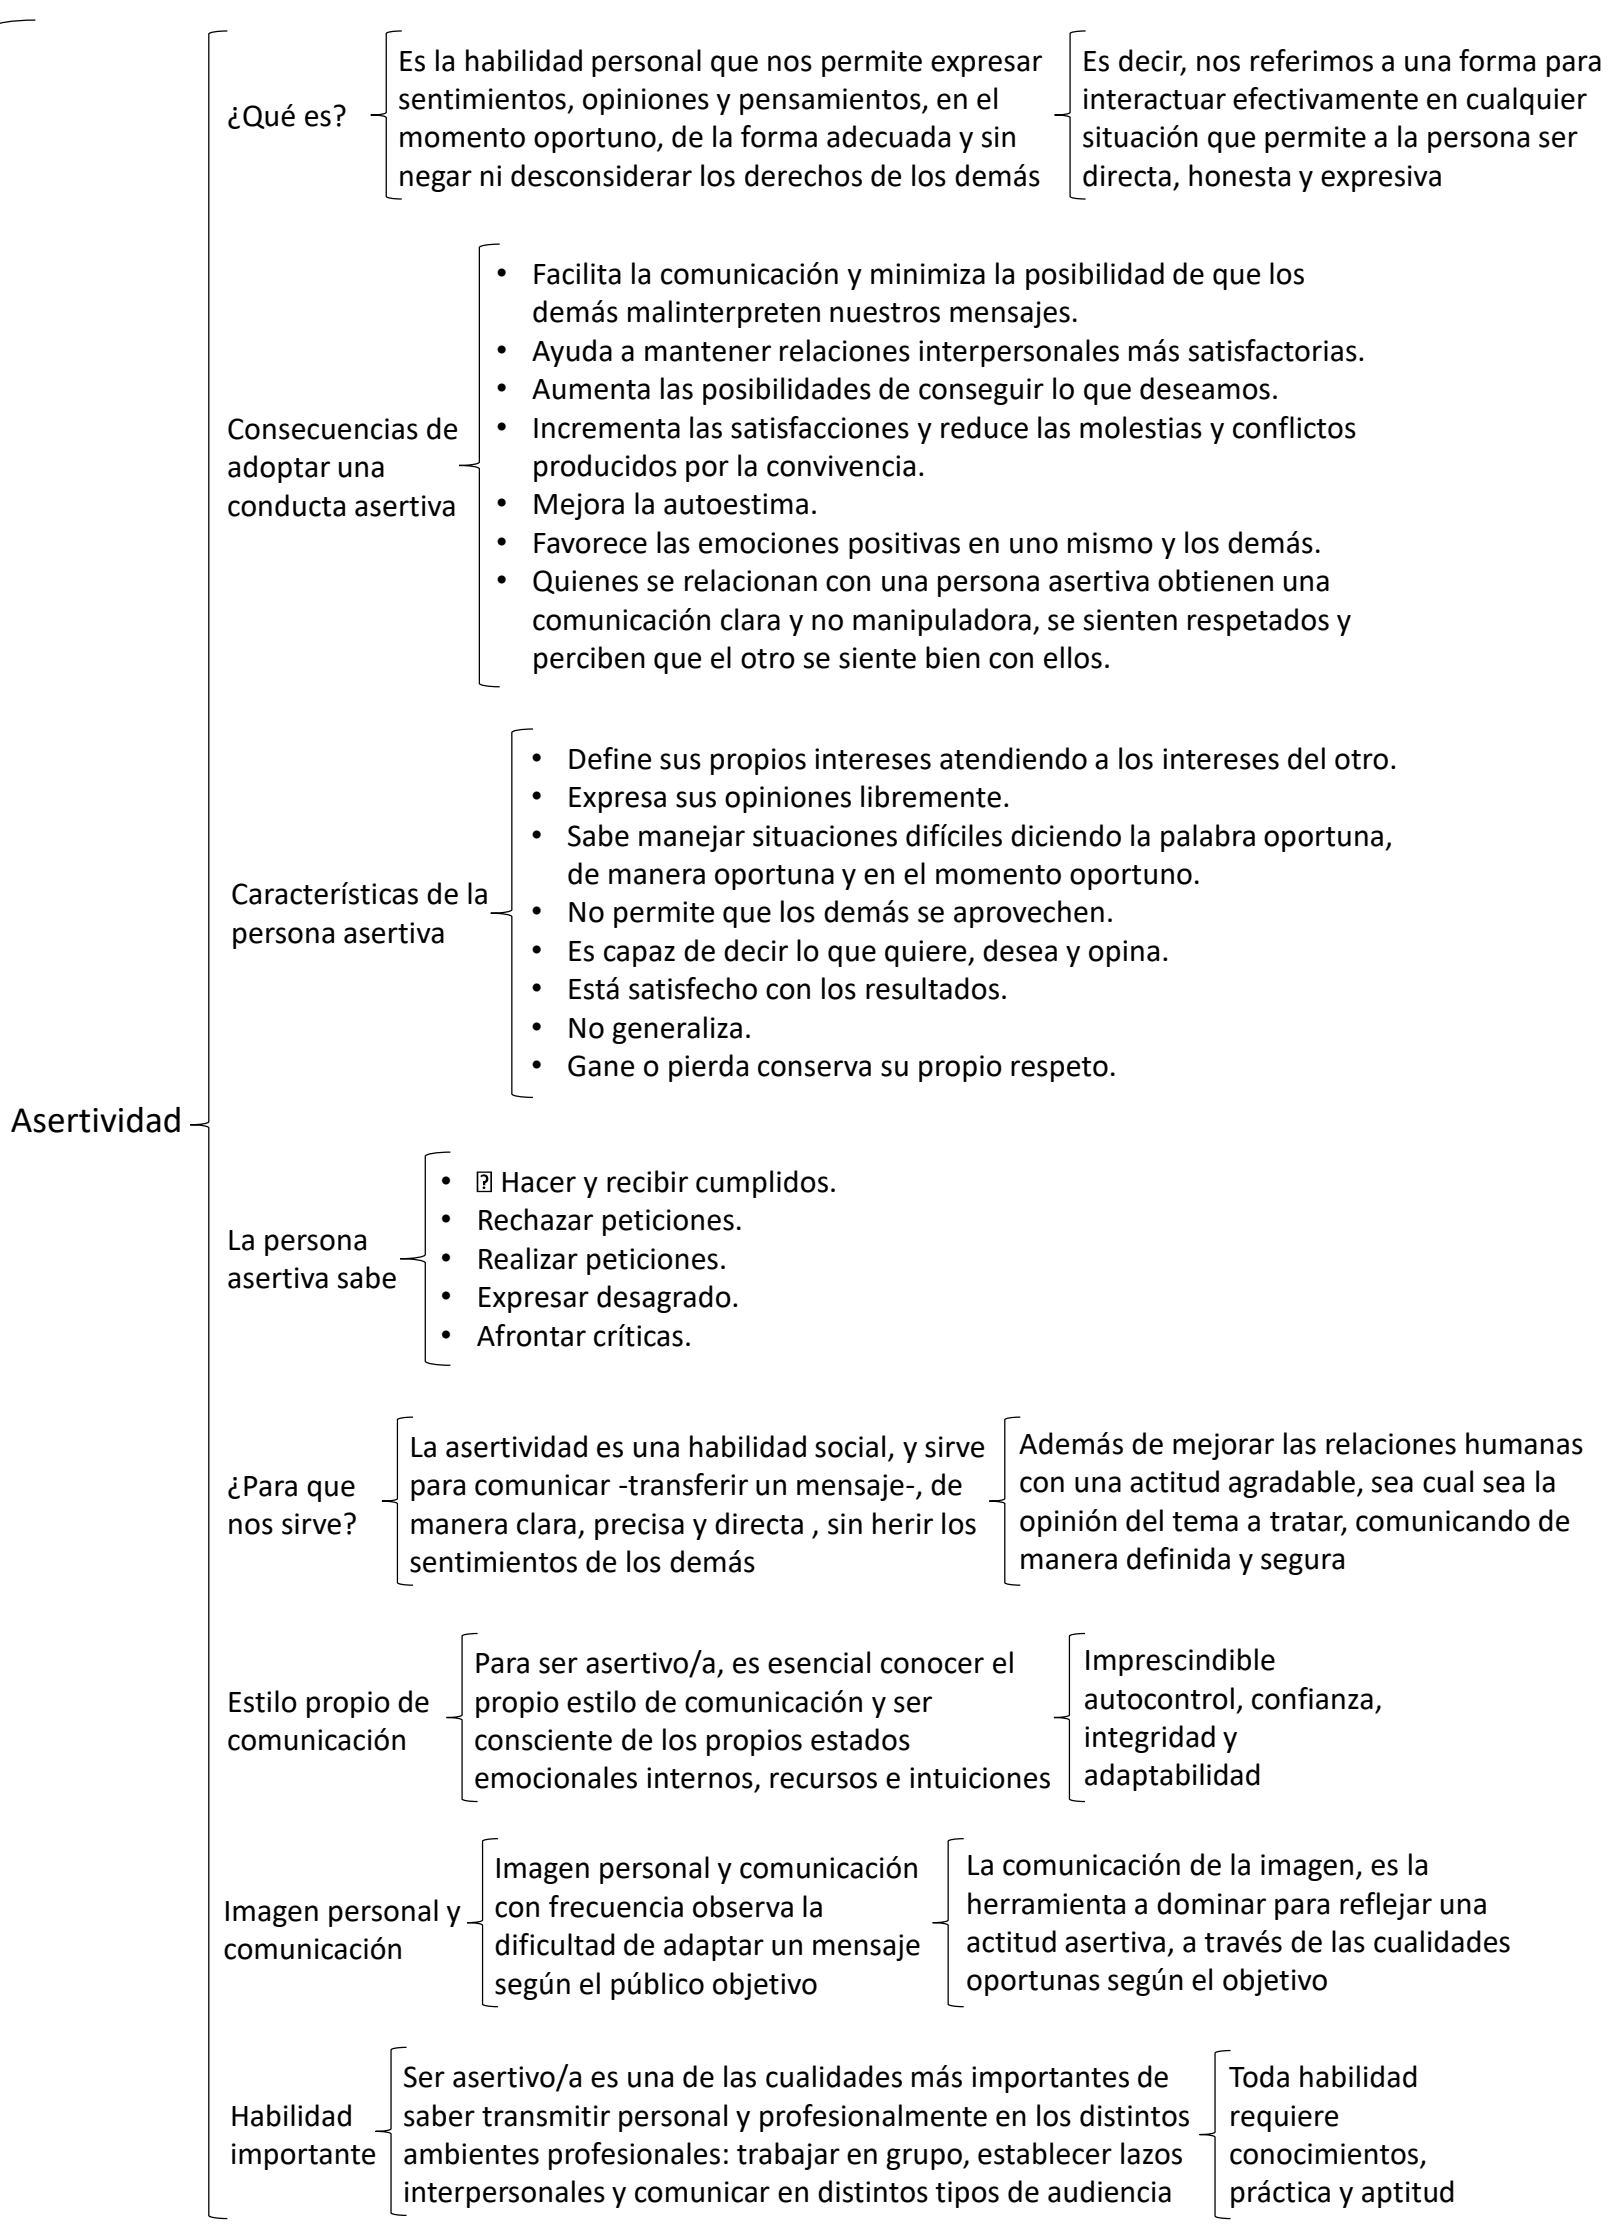 Asertividad
¿Qué es?
Es la habilidad personal que nos permite expresar
sentimientos, opiniones y pensamientos, en el
momento oportuno, de la forma adecuada y sin
negar ni desconsiderar los derechos de los demás
Es decir, nos referimos a una forma para
interactuar efectivamente en cualquier
situación que permite a la persona ser
directa, honesta y expresiva
Consecuencias de
adoptar una
conducta asertiva
• Facilita la comunicación y minimiza la posibilidad de que los
demás malinterpreten nuestros mensajes.
• Ayuda a mantener relaciones interpersonales más satisfactorias.
• Aumenta las posibilidades de conseguir lo que deseamos.
• Incrementa las satisfacciones y reduce las molestias y conflictos
producidos por la convivencia.
• Mejora la autoestima.
• Favorece las emociones positivas en uno mismo y los demás.
• Quienes se relacionan con una persona asertiva obtienen una
comunicación clara y no manipuladora, se sienten respetados y
perciben que el otro se siente bien con ellos.
Características de la
persona asertiva
• Define sus propios intereses atendiendo a los intereses del otro.
• Expresa sus opiniones libremente.
• Sabe manejar situaciones difíciles diciendo la palabra oportuna,
de manera oportuna y en el momento oportuno.
• No permite que los demás se aprovechen.
• Es capaz de decir lo que quiere, desea y opina.
• Está satisfecho con los resultados.
• No generaliza.
• Gane o pierda conserva su propio respeto.
La persona
asertiva sabe
• ⍰ Hacer y recibir cumplidos.
• Rechazar peticiones.
• Realizar peticiones.
• Expresar desagrado.
• Afrontar críticas.
¿Para que
nos sirve?
La asertividad es una habilidad social, y sirve
para comunicar -transferir un mensaje-, de
manera clara, precisa y directa , sin herir los
sentimientos de los demás
Además de mejorar las relaciones humanas
con una actitud agradable, sea cual sea la
opinión del tema a tratar, comunicando de
manera definida y segura
Estilo propio de
comunicación
Para ser asertivo/a, es esencial conocer el
propio estilo de comunicación y ser
consciente de los propios estados
emocionales internos, recursos e intuiciones
Imprescindible
autocontrol, confianza,
integridad y
adaptabilidad
Imagen personal y
comunicación
Imagen personal y comunicación
con frecuencia observa la
dificultad de adaptar un mensaje
según el público objetivo
La comunicación de la imagen, es la
herramienta a dominar para reflejar una
actitud asertiva, a través de las cualidades
oportunas según el objetivo
Habilidad
importante
Ser asertivo/a es una de las cualidades más importantes de
saber transmitir personal y profesionalmente en los distintos
ambientes profesionales: trabajar en grupo, establecer lazos
interpersonales y comunicar en distintos tipos de audiencia
Toda habilidad
requiere
conocimientos,
práctica y aptitud